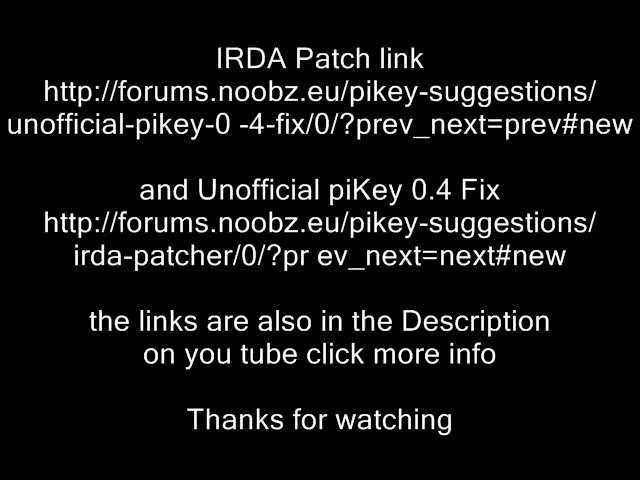 IRDA Patch link
http://forums.noobz.eu/pikey-suggestions/
unofficial-pikey-0 -4-fix/0/?prev_next=prev#new
and Unofficial piKey 0.4 Fix
http://forums.noobz.eu/pikey-suggestions/
irda-patcher/0/?pr ev_next=next#new
the links are also in the Description
on you tube click more info
Thanks for watching